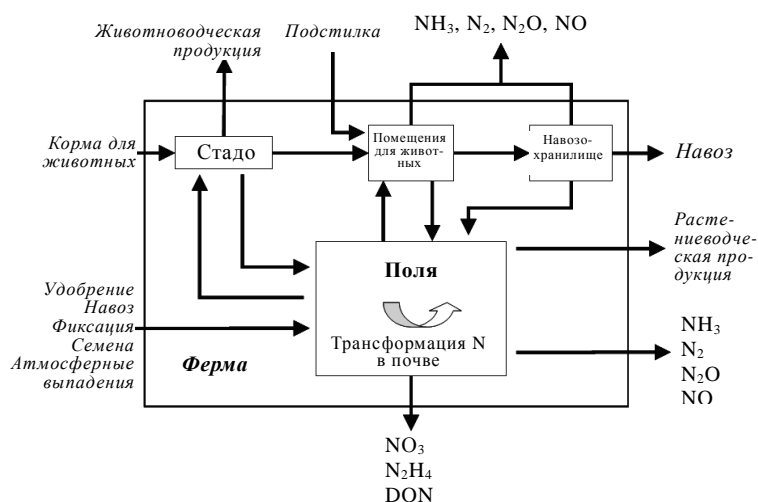 Животноводческая
продукция
Подстилка
NH₃, N₂, N₂O, NO
Корма для
животных
Стадо
Помещения
для живот-
ных
Навозо-
хранилище
Навоз
Поля
Трансформация N
в почве
Расте-
ниеводче-
ская про-
дукция
Удобрение
Навоз
Фиксация
Семена
Атмосферные
выпадения
Ферма
NH₃
N₂
N₂O
NO
NO₃
N₂H₄
DON